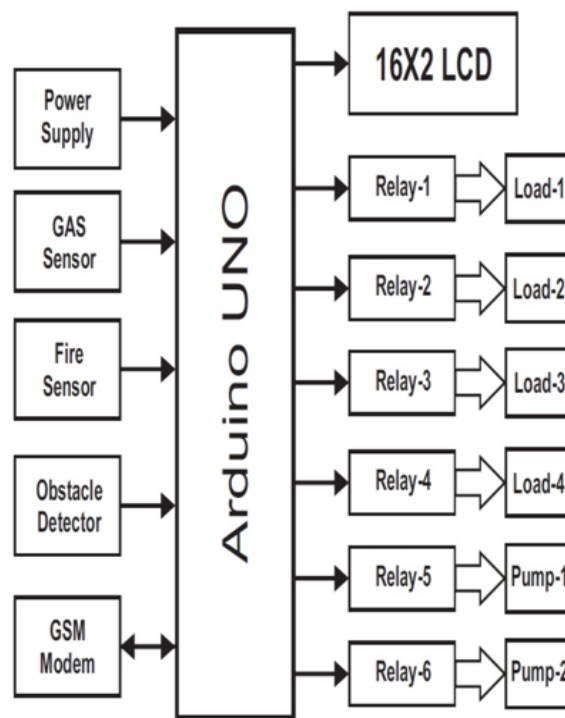 Power
Supply
GAS
Sensor
Fire
Sensor
Obstacle
Detector
GSM
Modem
Arduino UNO
16X2 LCD
Relay-1
Load-1
Relay-2
Load-2
Relay-3
Load-3
Relay-4
Load-4
Relay-5
Pump-1
Relay-6
Pump-2